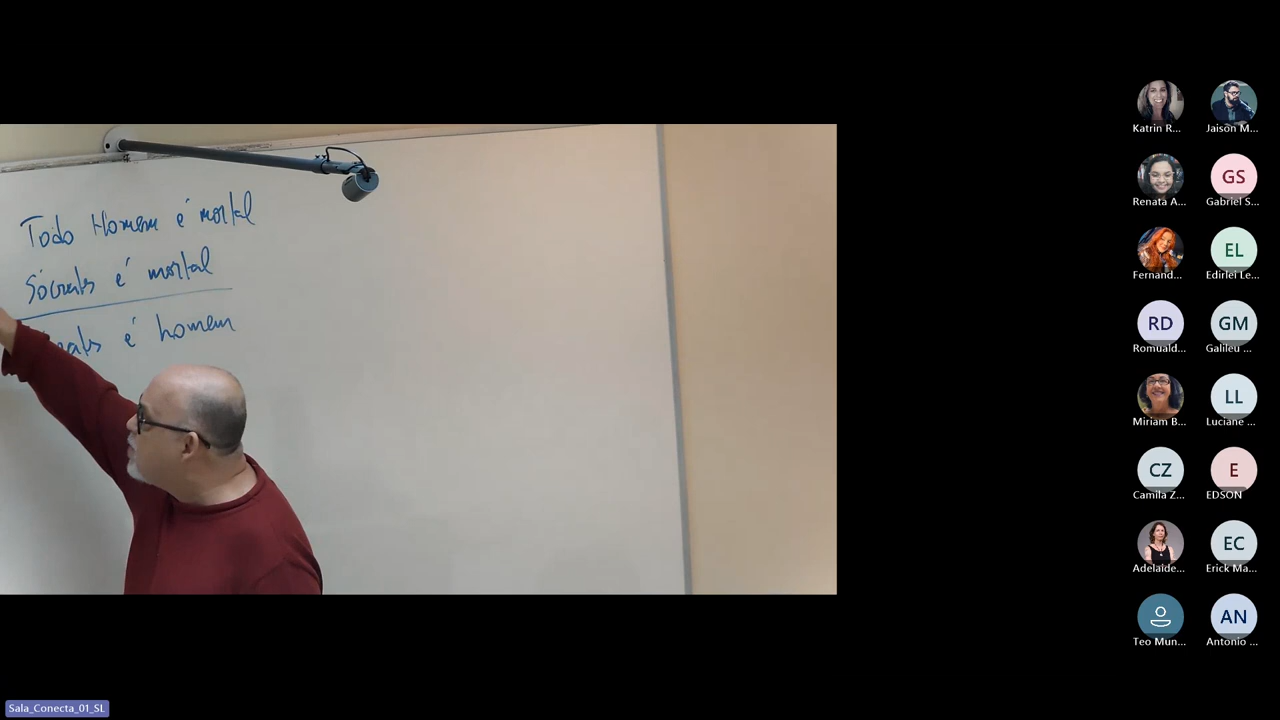 Todo Homem é mortal
Sócrates é mortal
é homem
Katrin R...
Jaison M...
Renata A...
GS
Gabriel S...
Fernand...
EL
Edirlei Le...
RD
Romuald...
GM
Galileu ...
Miriam B...
LL
Luciane ...
CZ
Camila Z...
E
EDSON
Adelaide...
EC
Erick Ma...
Teo Mun...
AN
Antonio ...
Sala_Conecta_01_SL